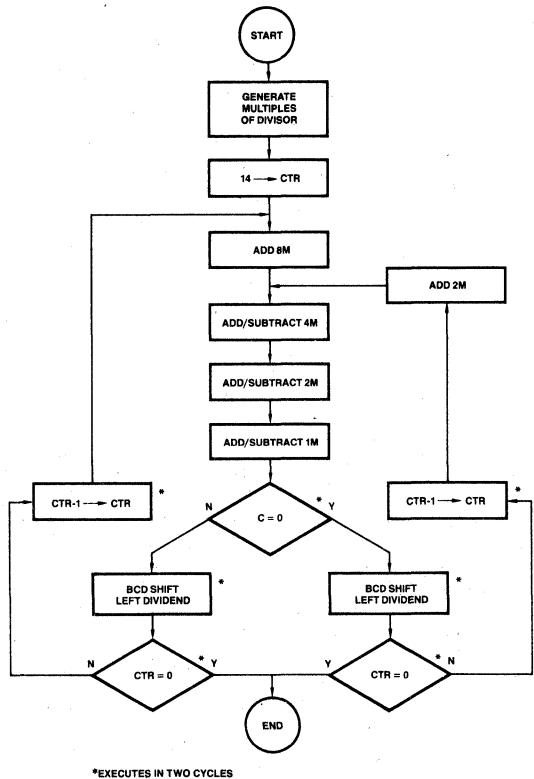 START
GENERATE
MULTIPLES
OF DIVISOR
14 → CTR
ADD 8M
ADD 2M
ADD/SUBTRACT 4M
ADD/SUBTRACT 2M
ADD/SUBTRACT 1M
CTR-1 → CTR *
CTR-1 → CTR *
N * Y
C = 0
BCD SHIFT *
LEFT DIVIDEND
BCD SHIFT *
LEFT DIVIDEND
N CTR = 0 * Y
Y CTR = 0 * N
END
*EXECUTES IN TWO CYCLES